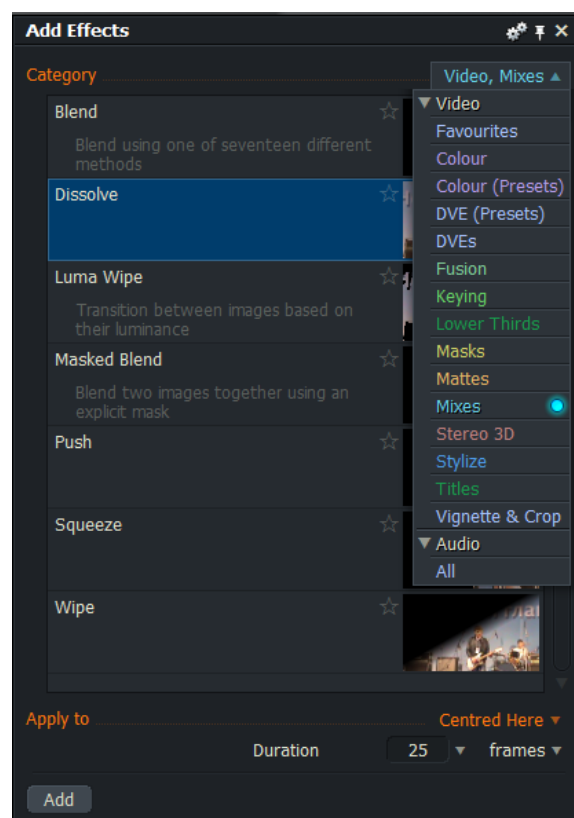 Add Effects
Category
Video, Mixes
Blend
Blend using one of seventeen different
methods
Dissolve
Luma Wipe
Transition between images based on
their luminance
Masked Blend
Blend two images together using an
explicit mask
Push
Squeeze
Wipe
Video
Favourites
Colour
Colour (Presets)
DVE (Presets)
DVEs
Fusion
Keying
Lower Thirds
Masks
Mattes
Mixes
Stereo 3D
Stylize
Titles
Vignette & Crop
Audio
All
Apply to
Centred Here
Duration 25 frames
Add